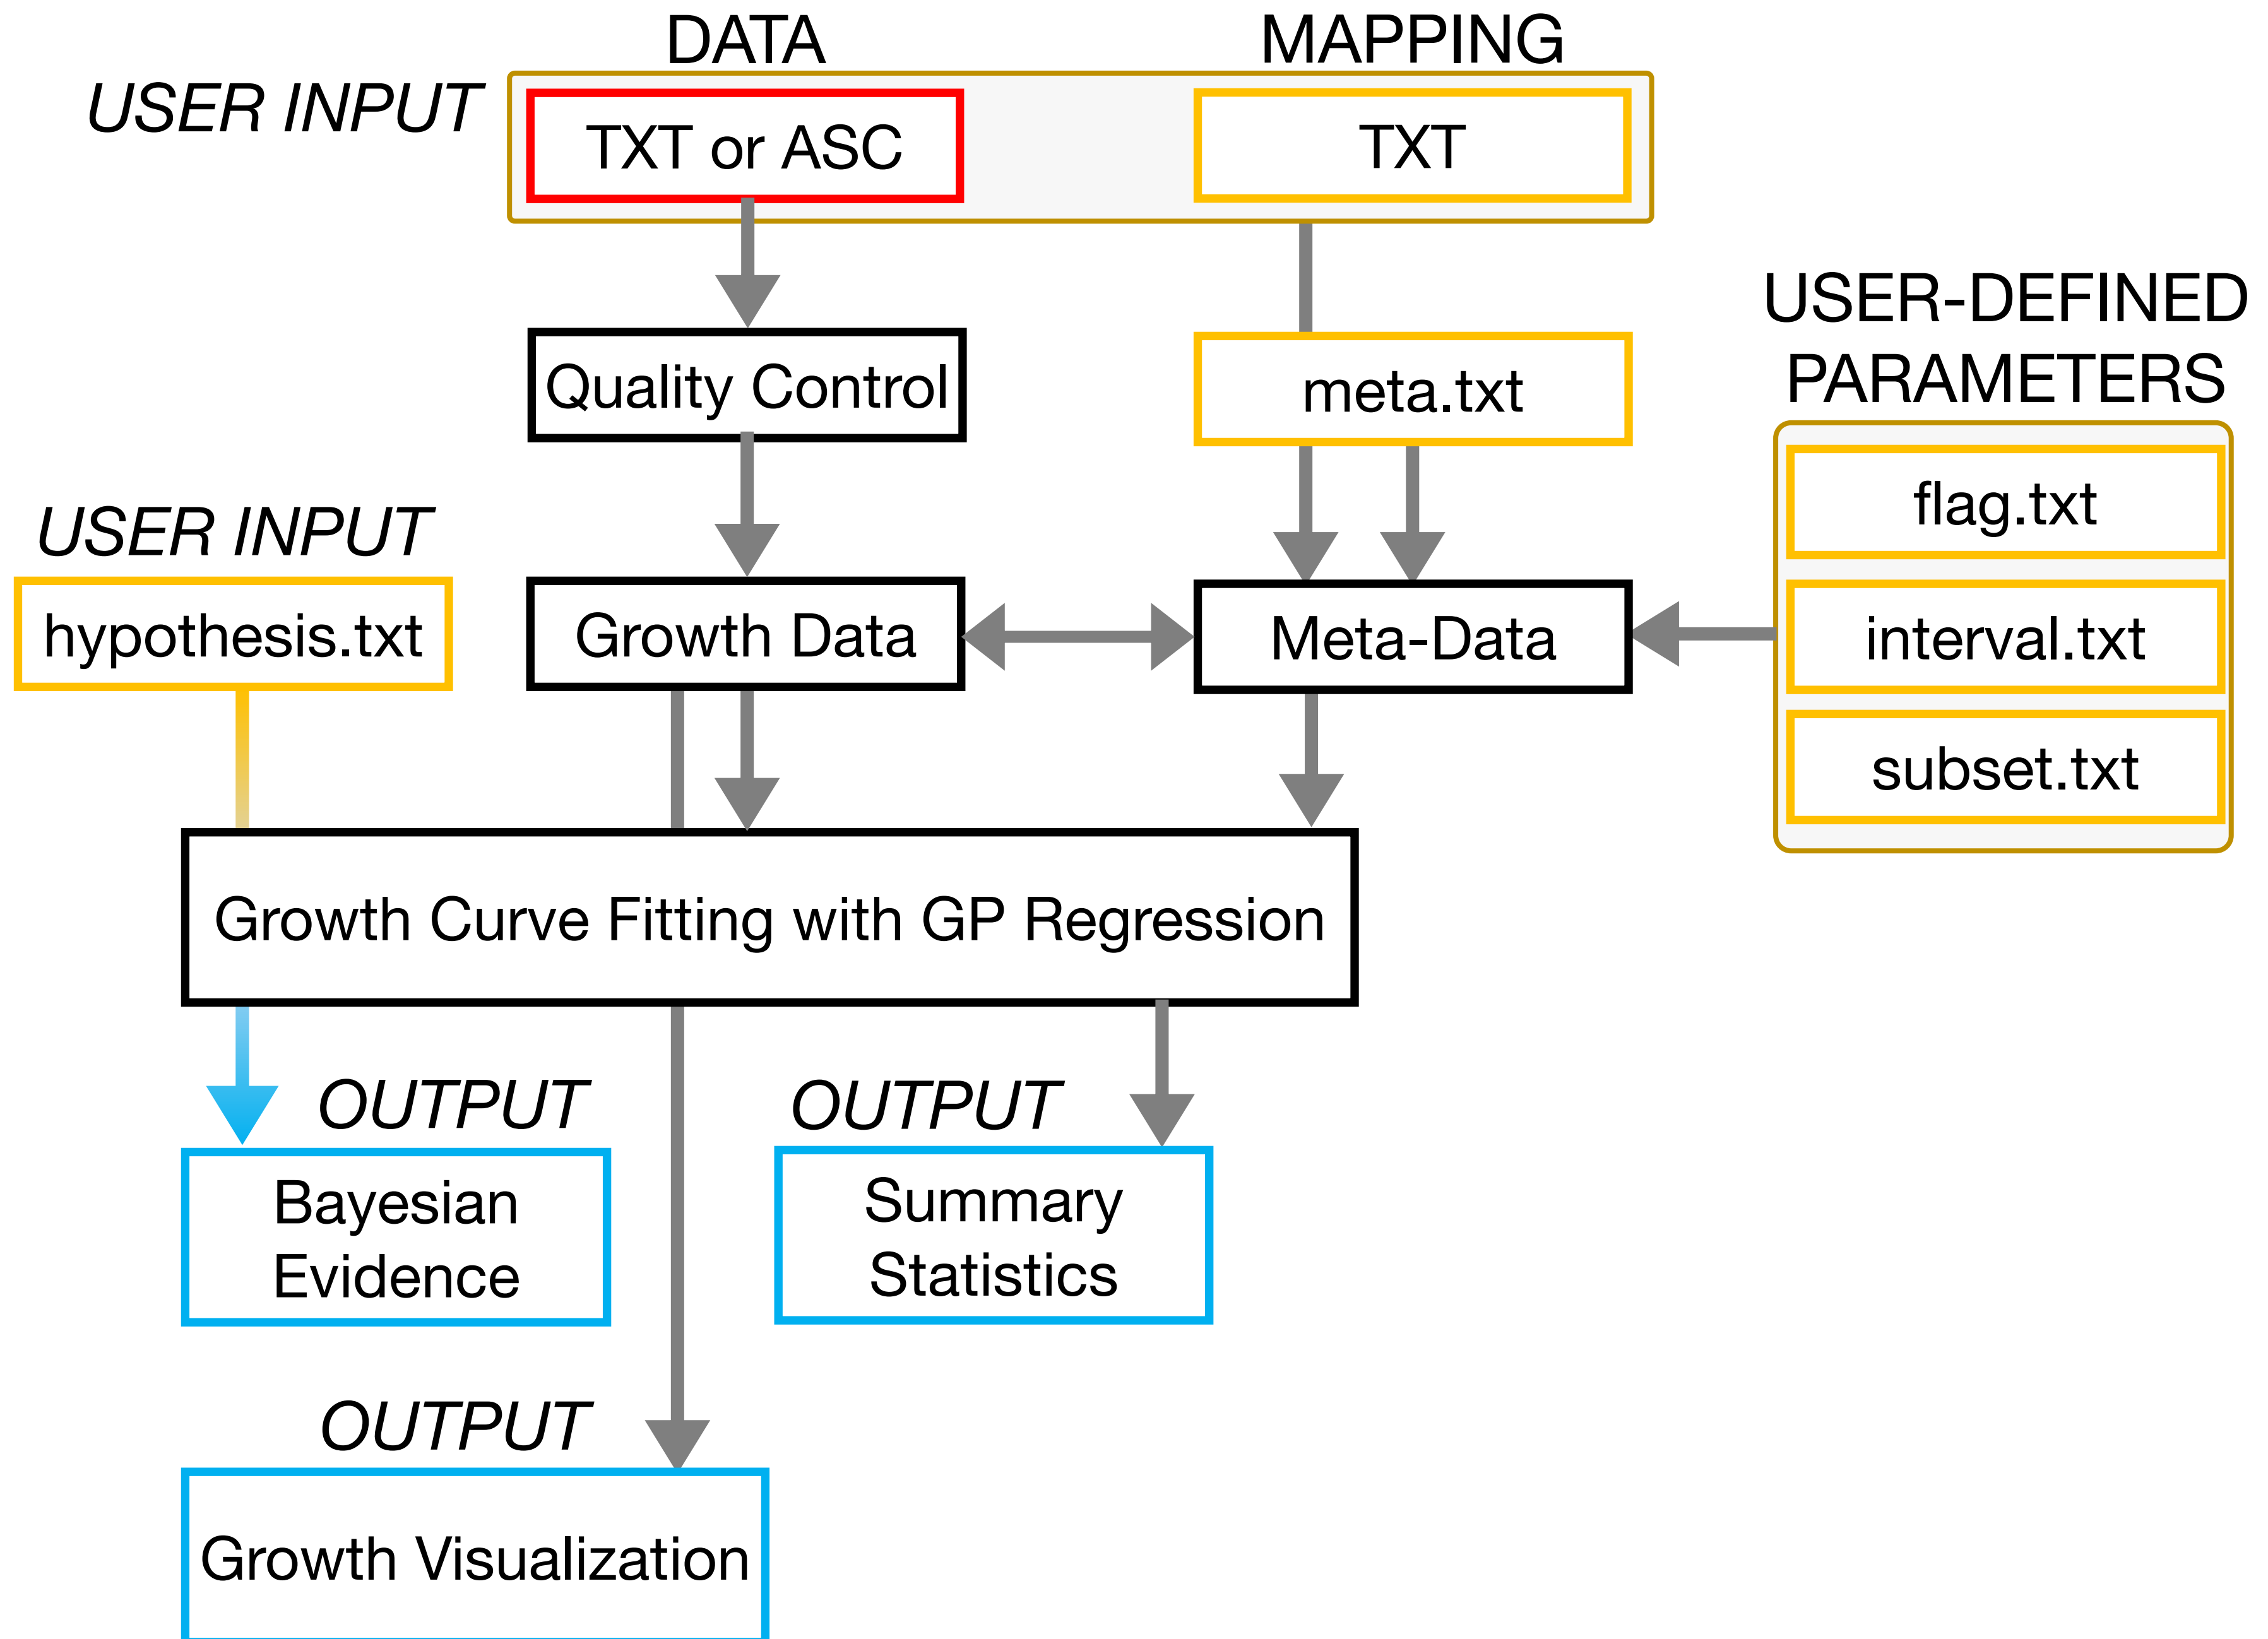 DATA
MAPPING
USER INPUT
TXT or ASC
TXT
USER-DEFINED
PARAMETERS
Quality Control
meta.txt
flag.txt
USER INPUT
hypothesis.txt
Growth Data
Meta-Data
interval.txt
subset.txt
Growth Curve Fitting with GP Regression
OUTPUT
OUTPUT
Bayesian
Evidence
Summary
Statistics
OUTPUT
Growth Visualization